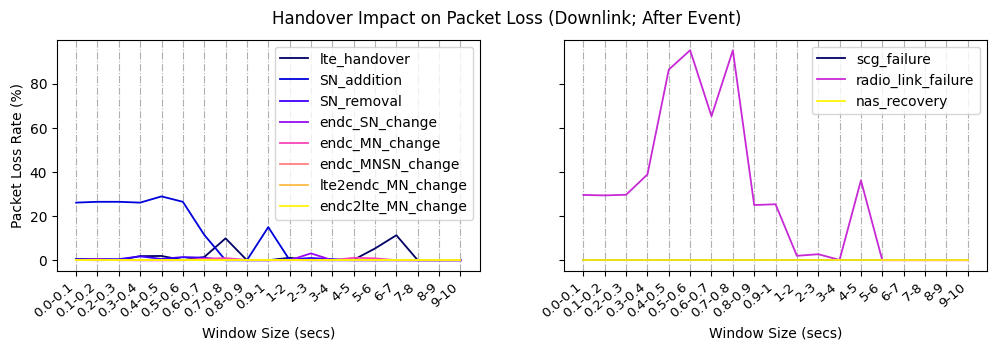 Handover Impact on Packet Loss (Downlink; After Event)
Packet Loss Rate (%)
80
60
40
20
0
lte_handover
SN_addition
SN_removal
endc_SN_change
endc_MN_change
endc_MNSN_change
lte2endc_MN_change
endc2lte_MN_change
0.0-0.1
0.1-0.2
0.2-0.3
0.3-0.4
0.4-0.5
0.5-0.6
0.6-0.7
0.7-0.8
0.8-0.9
0.9-1
1-2
2-3
3-4
4-5
5-6
6-7
7-8
8-9
9-10
Window Size (secs)
scg_failure
radio_link_failure
nas_recovery
0.0-0.1
0.1-0.2
0.2-0.3
0.3-0.4
0.4-0.5
0.5-0.6
0.6-0.7
0.7-0.8
0.8-0.9
0.9-1
1-2
2-3
3-4
4-5
5-6
6-7
7-8
8-9
9-10
Window Size (secs)